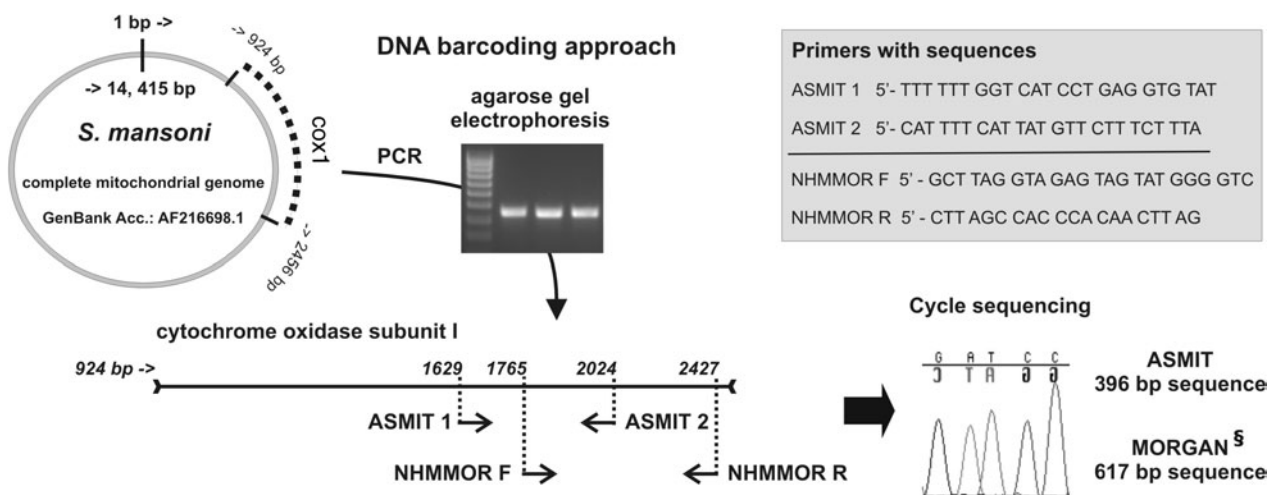 1 bp ->
-> 924 bp
-> 14, 415 bp
S. mansoni
COX1
complete mitochondrial genome
GenBank Acc.: AF216698.1
-> 2456 bp
DNA barcoding approach
agarose gel
electrophoresis
PCR
Primers with sequences
ASMIT 1 5'- TTT TTT GGT CAT CCT GAG GTG TAT
ASMIT 2 5'- CAT TTT CAT TAT GTT CTT TCT TTA
NHMMOR F 5' - GCT TAG GTA GAG TAG TAT GGG GTC
NHMMOR R 5' - CTT AGC CAC CCA CAA CTT AG
cytochrome oxidase subunit I
924 bp -> 1629 1765 2024 2427
ASMIT 1 ASMIT 2
NHMMOR F NHMMOR R
Cycle sequencing
G A T C C
C T A G G
ASMIT
396 bp sequence
MORGAN §
617 bp sequence